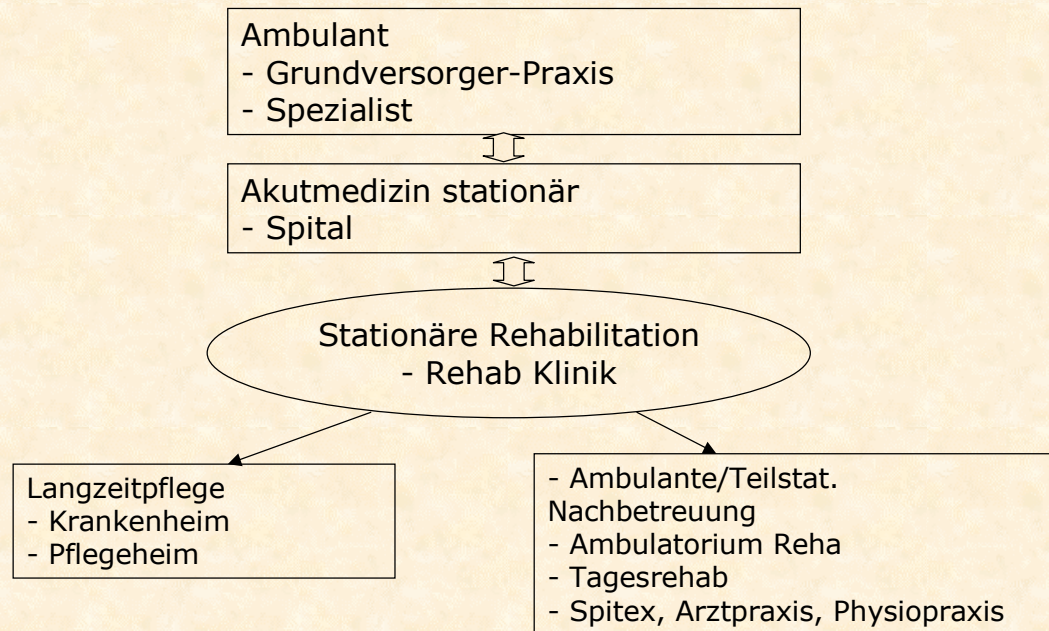 Ambulant
- Grundversorger-Praxis
- Spezialist
Akutmedizin stationär
- Spital
Stationäre Rehabilitation
- Rehab Klinik
Langzeitpflege
- Krankenheim
- Pflegeheim
- Ambulante/Teilstat.
Nachbetreuung
- Ambulatorium Reha
- Tagesrehab
- Spitex, Arztpraxis, Physiopraxis